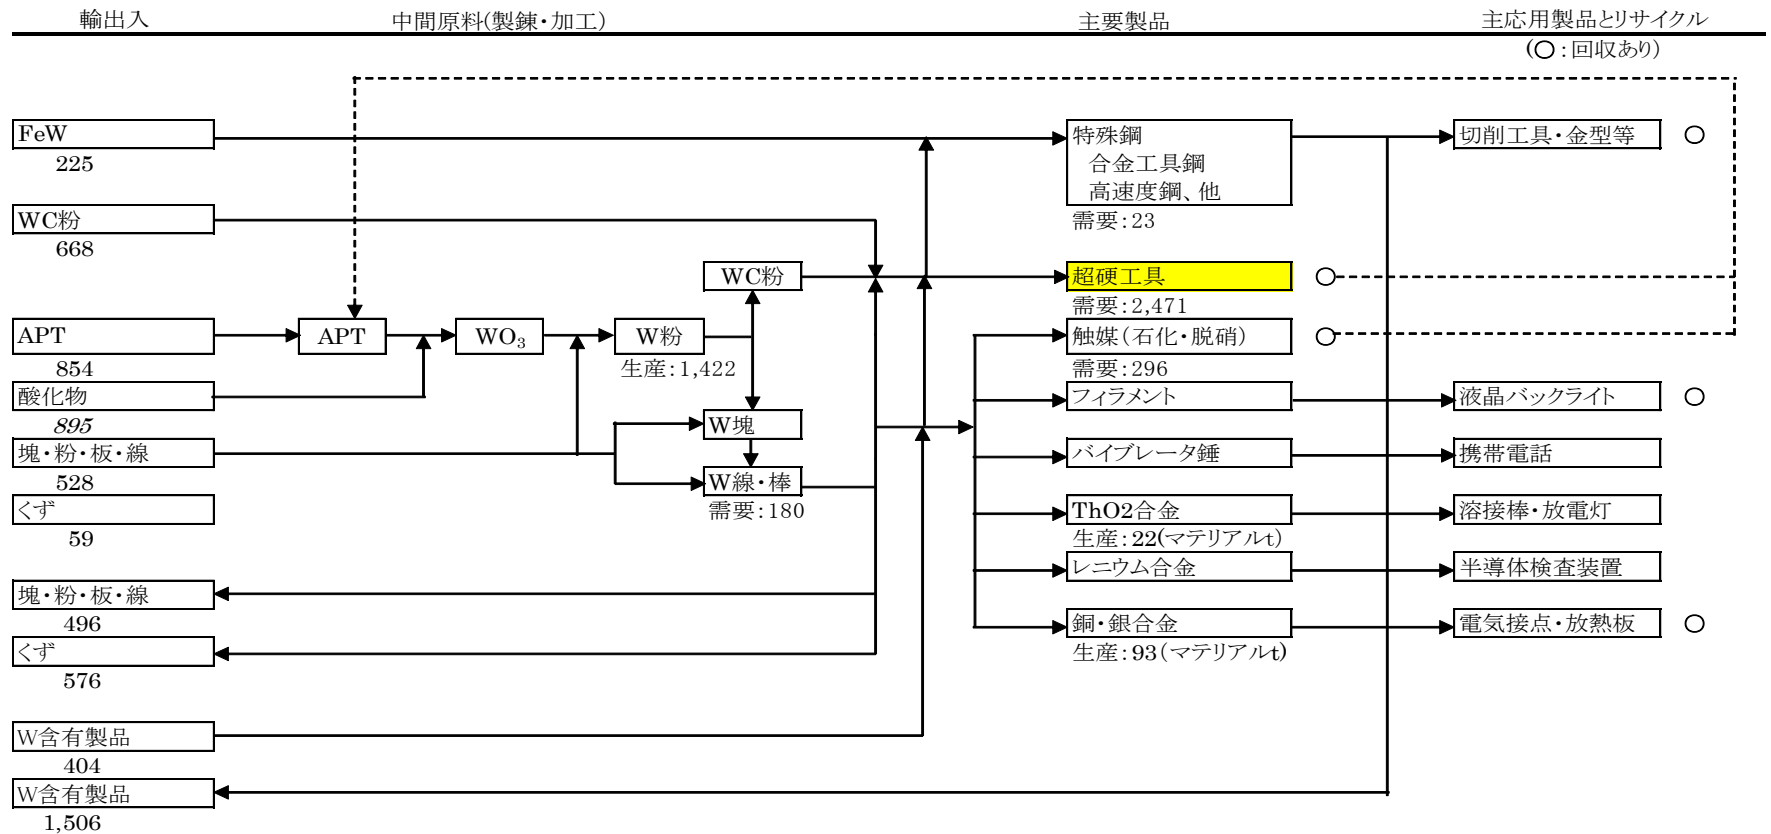 輸出入
中間原料(製錬・加工)
主要製品
主応用製品とリサイクル
(○:回収あり)
FeW
225
WC粉
668
APT
854
酸化物
895
塊・粉・板・線
528
くず
59
塊・粉・板・線
496
くず
576
W含有製品
404
W含有製品
1,506
APT
WO₃
W粉
生産:1,422
WC粉
W塊
W線・棒
需要:180
特殊鋼
合金工具鋼
高速度鋼、他
需要:23
超硬工具
需要:2,471
触媒(石化・脱硝)
需要:296
フィラメント
バイブレータ錘
ThO2合金
生産:22(マテリアルt)
レニウム合金
銅・銀合金
生産:93(マテリアルt)
切削工具・金型等
液晶バックライト
携帯電話
溶接棒・放電灯
半導体検査装置
電気接点・放熱板